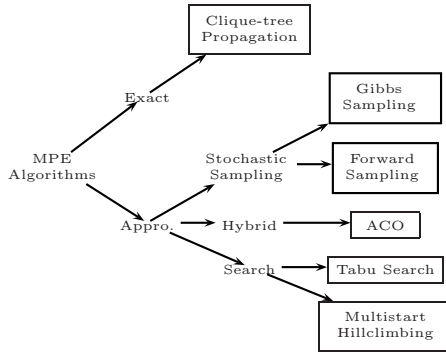 Clique-tree
Propagation
Exact
Gibbs
Sampling
MPE
Algorithms
Stochastic
Sampling
Forward
Sampling
Appro.
Hybrid
ACO
Search
Tabu Search
Multistart
Hillclimbing